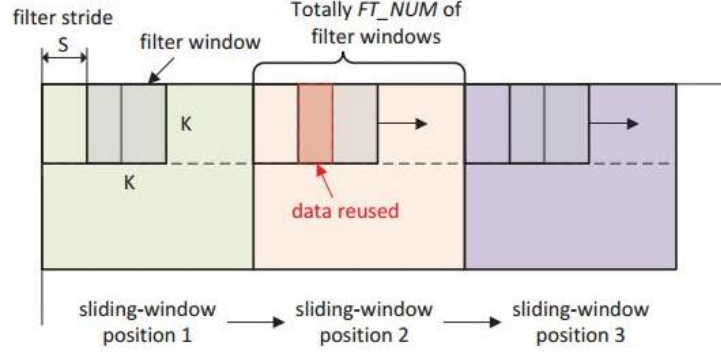 filter stride
S
filter window
Totally FT_NUM of
filter windows
K
K
data reused
sliding-window
position 1
sliding-window
position 2
sliding-window
position 3